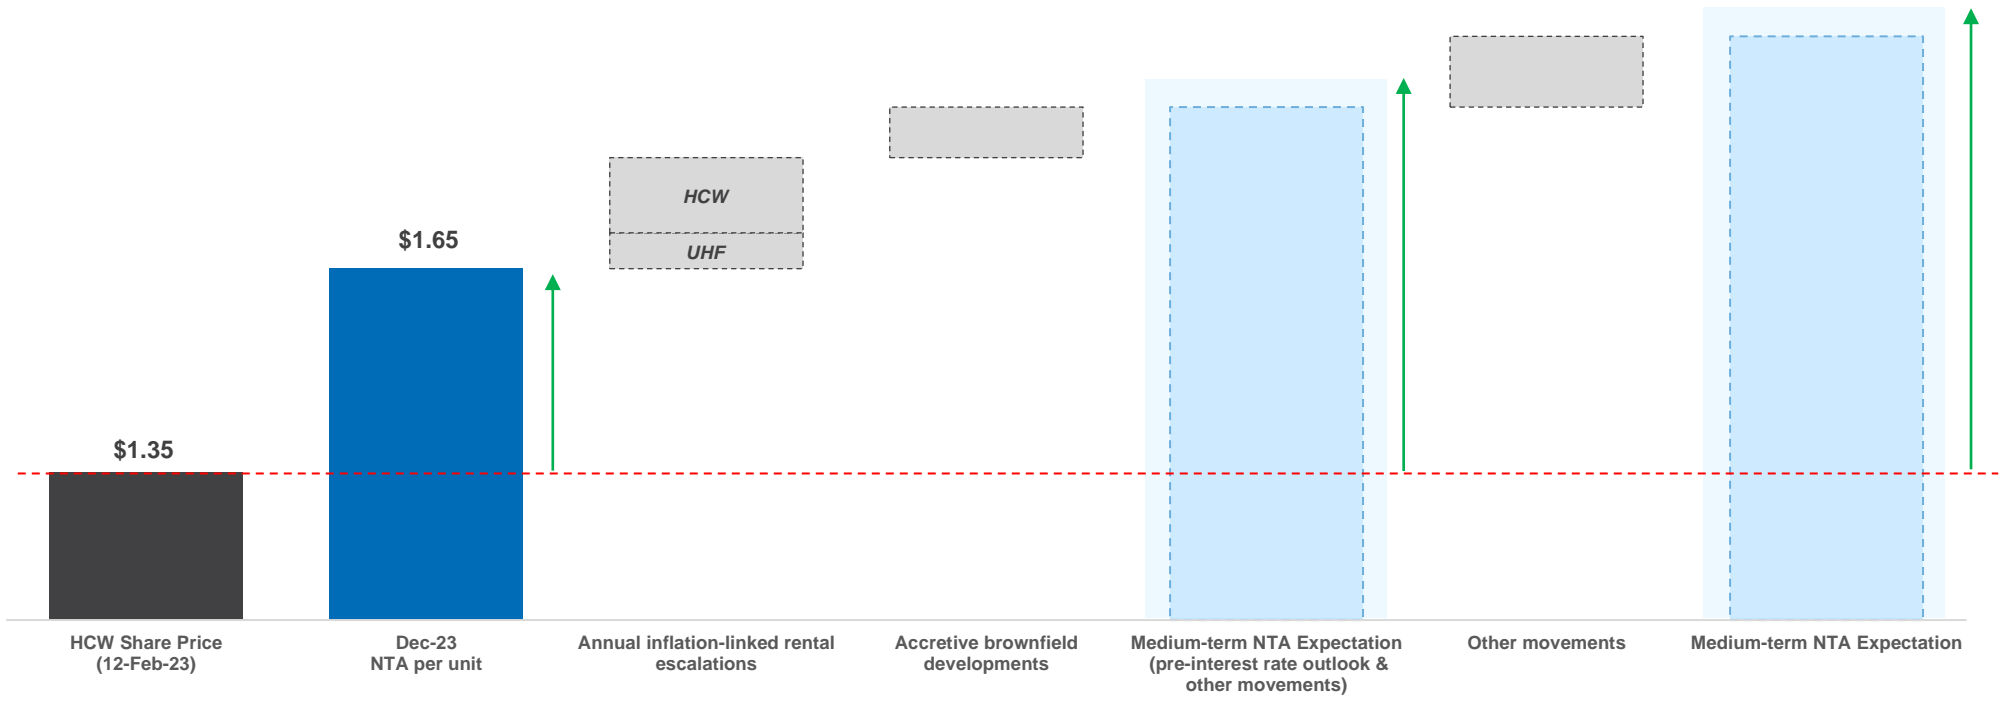 HCW
UHF
$1.65
$1.35
HCW Share Price
(12-Feb-23)
Dec-23
NTA per unit
Annual inflation-linked rental
escalations
Accretive brownfield
developments
Medium-term NTA Expectation
(pre-interest rate outlook &
other movements)
Other movements
Medium-term NTA Expectation